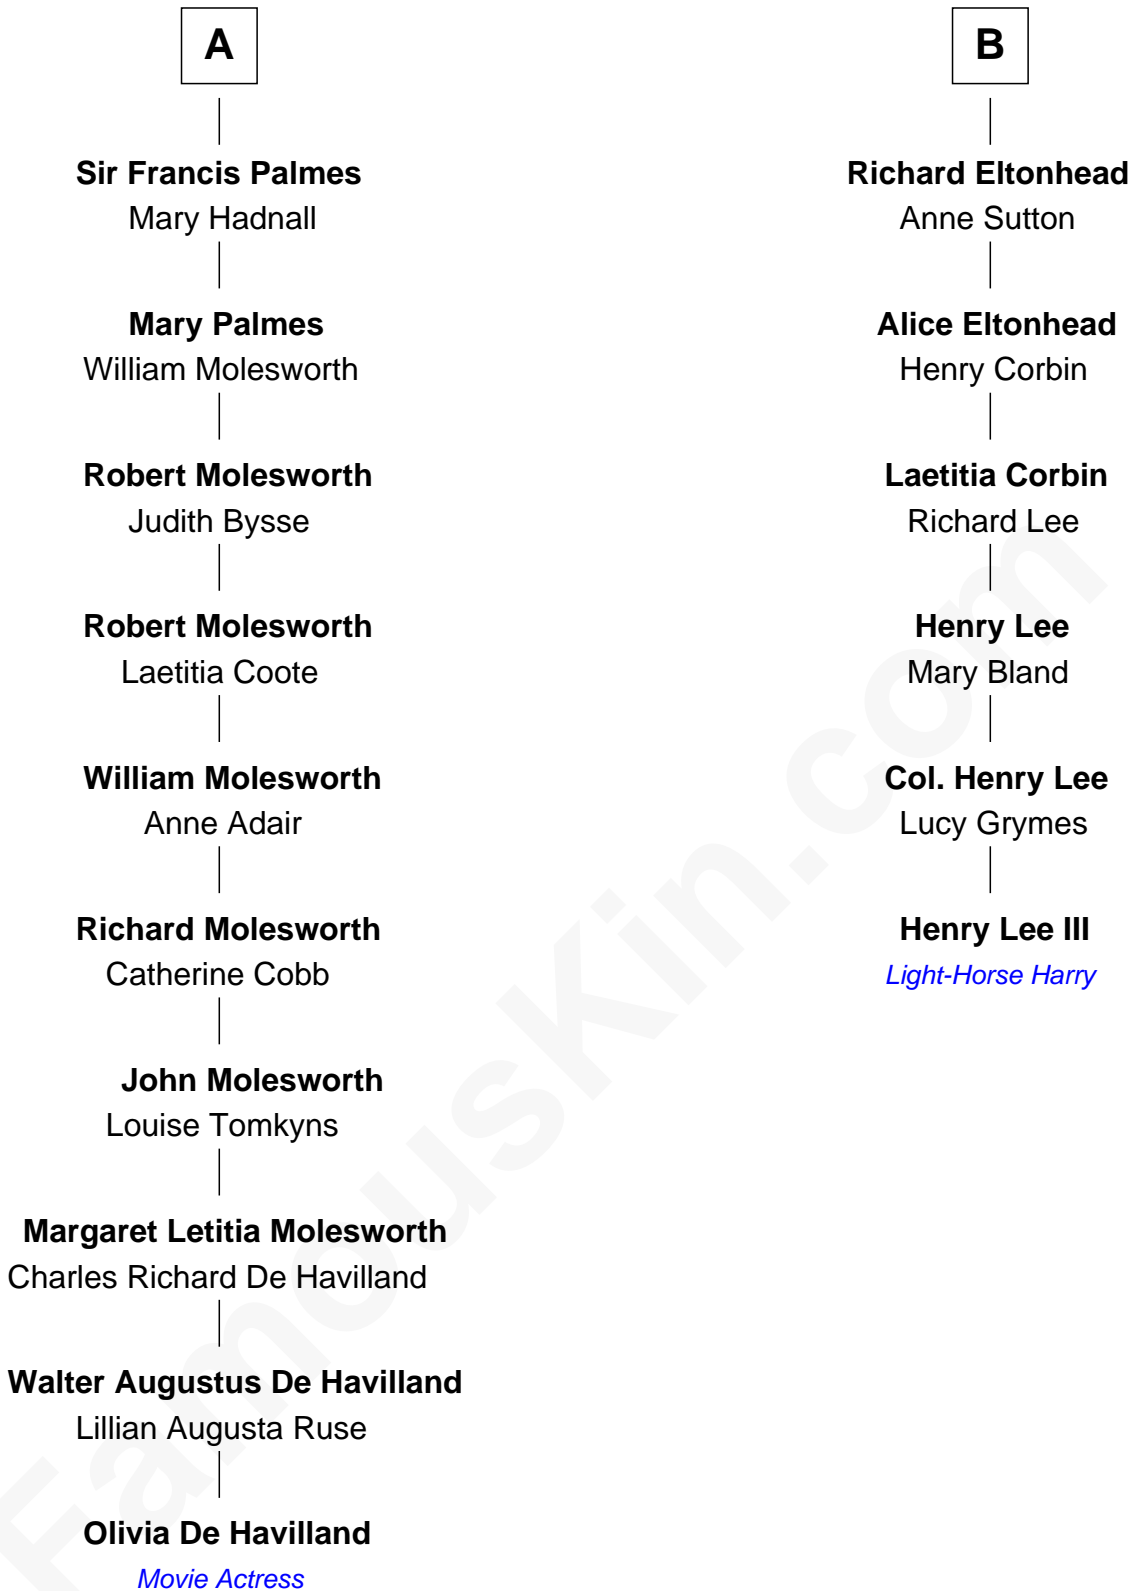 A
Sir Francis Palmes
Mary Hadnall
Mary Palmes
William Molesworth
Robert Molesworth
Judith Bysse
Robert Molesworth
Laetitia Coote
William Molesworth
Anne Adair
Richard Molesworth
Catherine Cobb
John Molesworth
Louise Tomkyns
Margaret Letitia Molesworth
Charles Richard De Havilland
Walter Augustus De Havilland
Lillian Augusta Ruse
Olivia De Havilland
Movie Actress
B
Richard Eltonhead
Anne Sutton
Alice Eltonhead
Henry Corbin
Laetitia Corbin
Richard Lee
Henry Lee
Mary Bland
Col. Henry Lee
Lucy Grymes
Henry Lee III
Light-Horse Harry
FamousKin.com